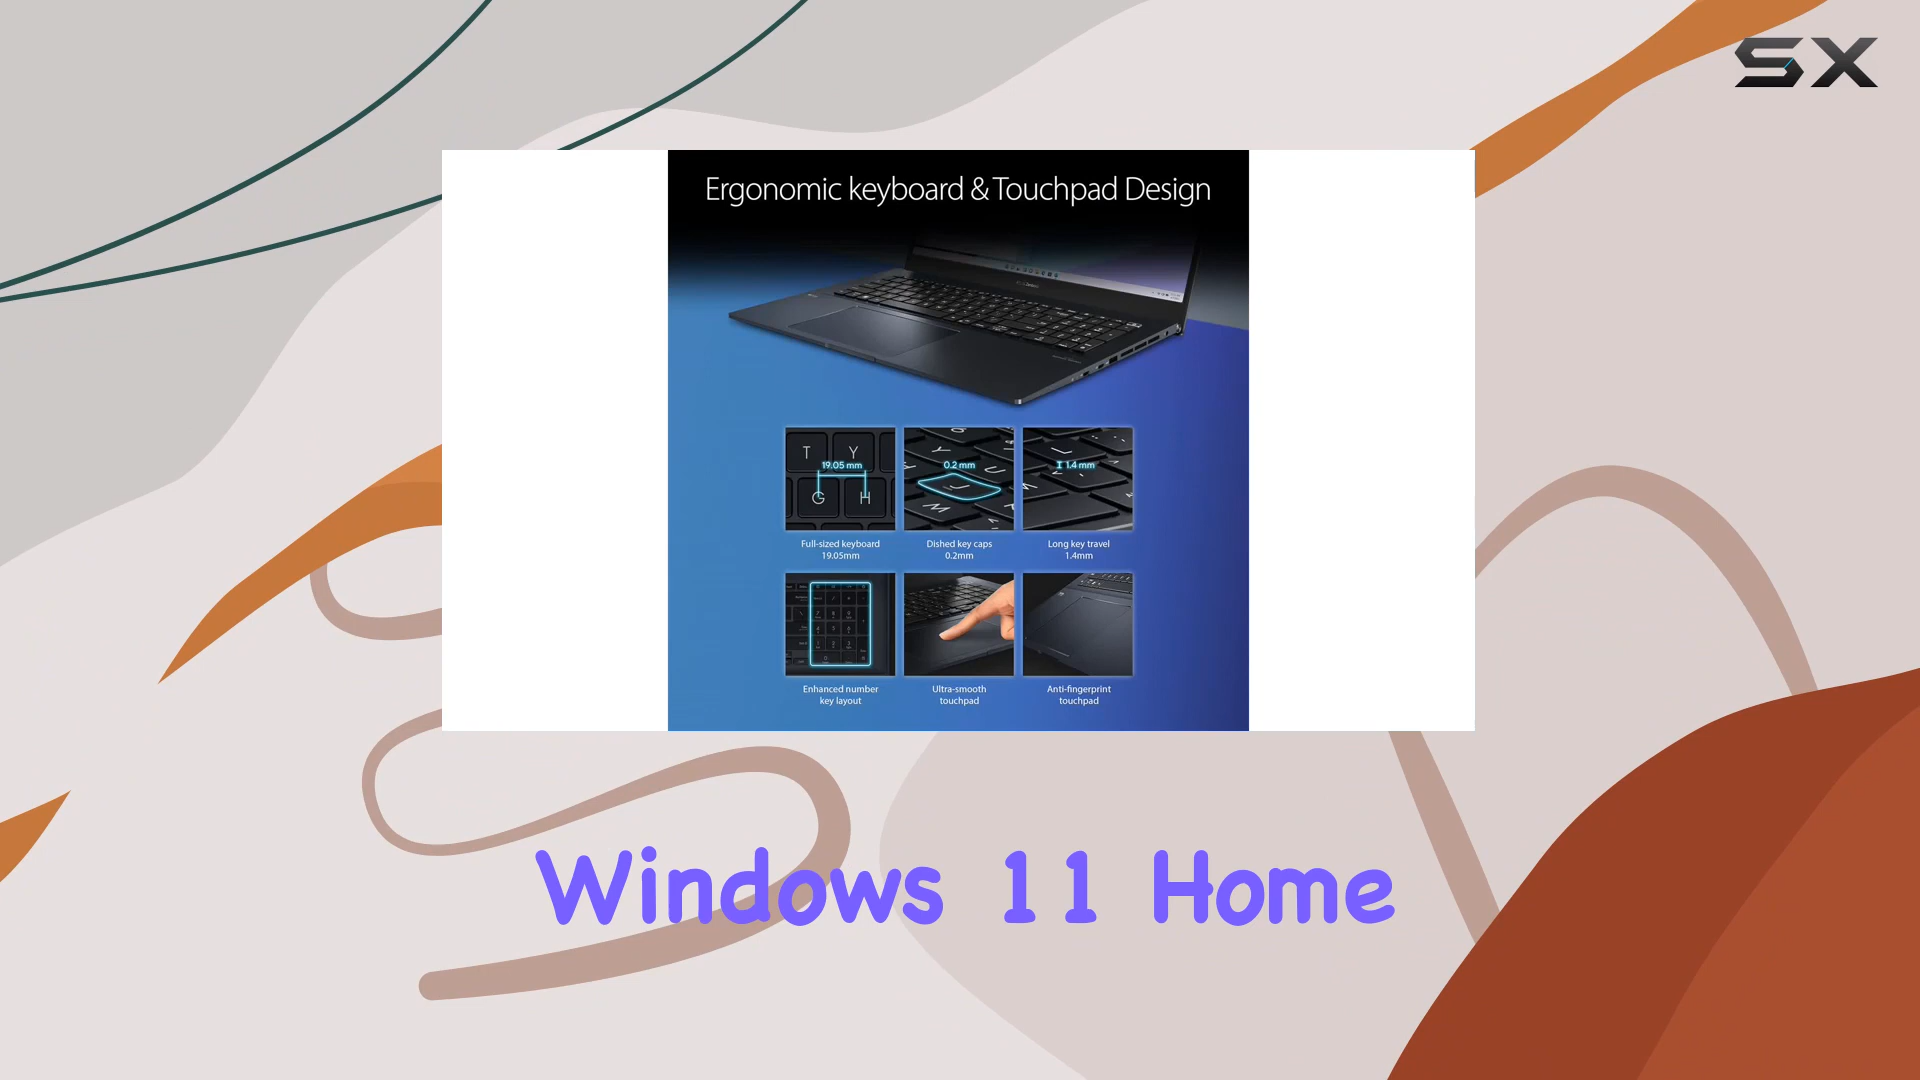 SX
Ergonomic keyboard & Touchpad Design
T Y
19.05 mm
G H
0.2 mm
1.4 mm
Full-sized keyboard
19.05mm
Dished key caps
0.2mm
Long key travel
1.4mm
Enhanced number
key layout
Ultra-smooth
touchpad
Anti-fingerprint
touchpad
Windows 11 Home